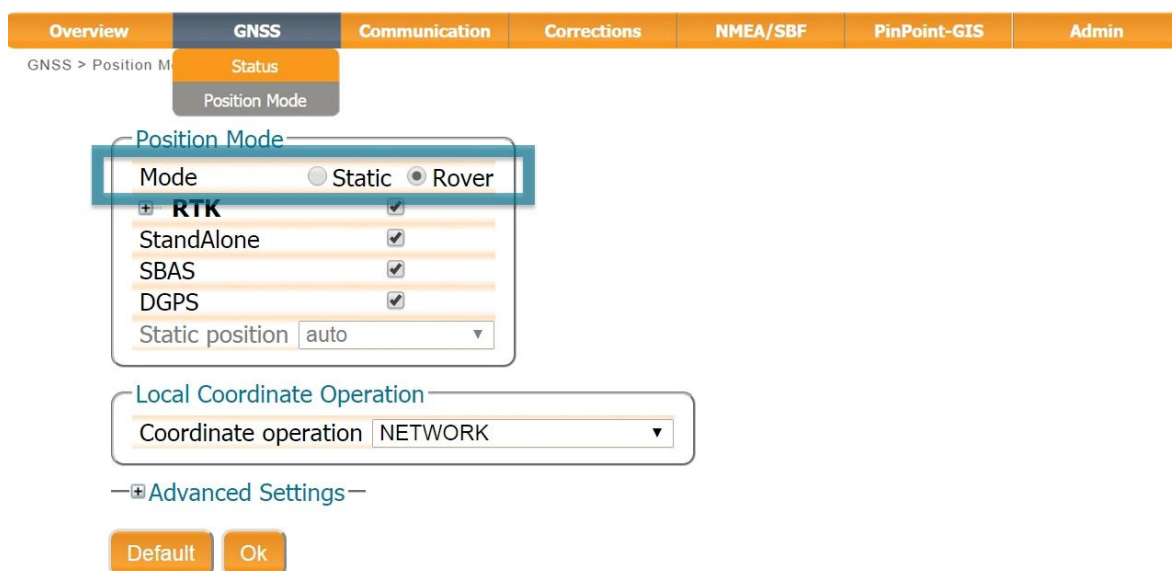 Overview GNSS Communication Corrections NMEA/SBF PinPoint-GIS Admin
GNSS > Position M
Status
Position Mode
Position Mode
Mode Static Rover
RTK
StandAlone
SBAS
DGPS
Static position auto
Local Coordinate Operation
Coordinate operation NETWORK
Advanced Settings
Default Ok